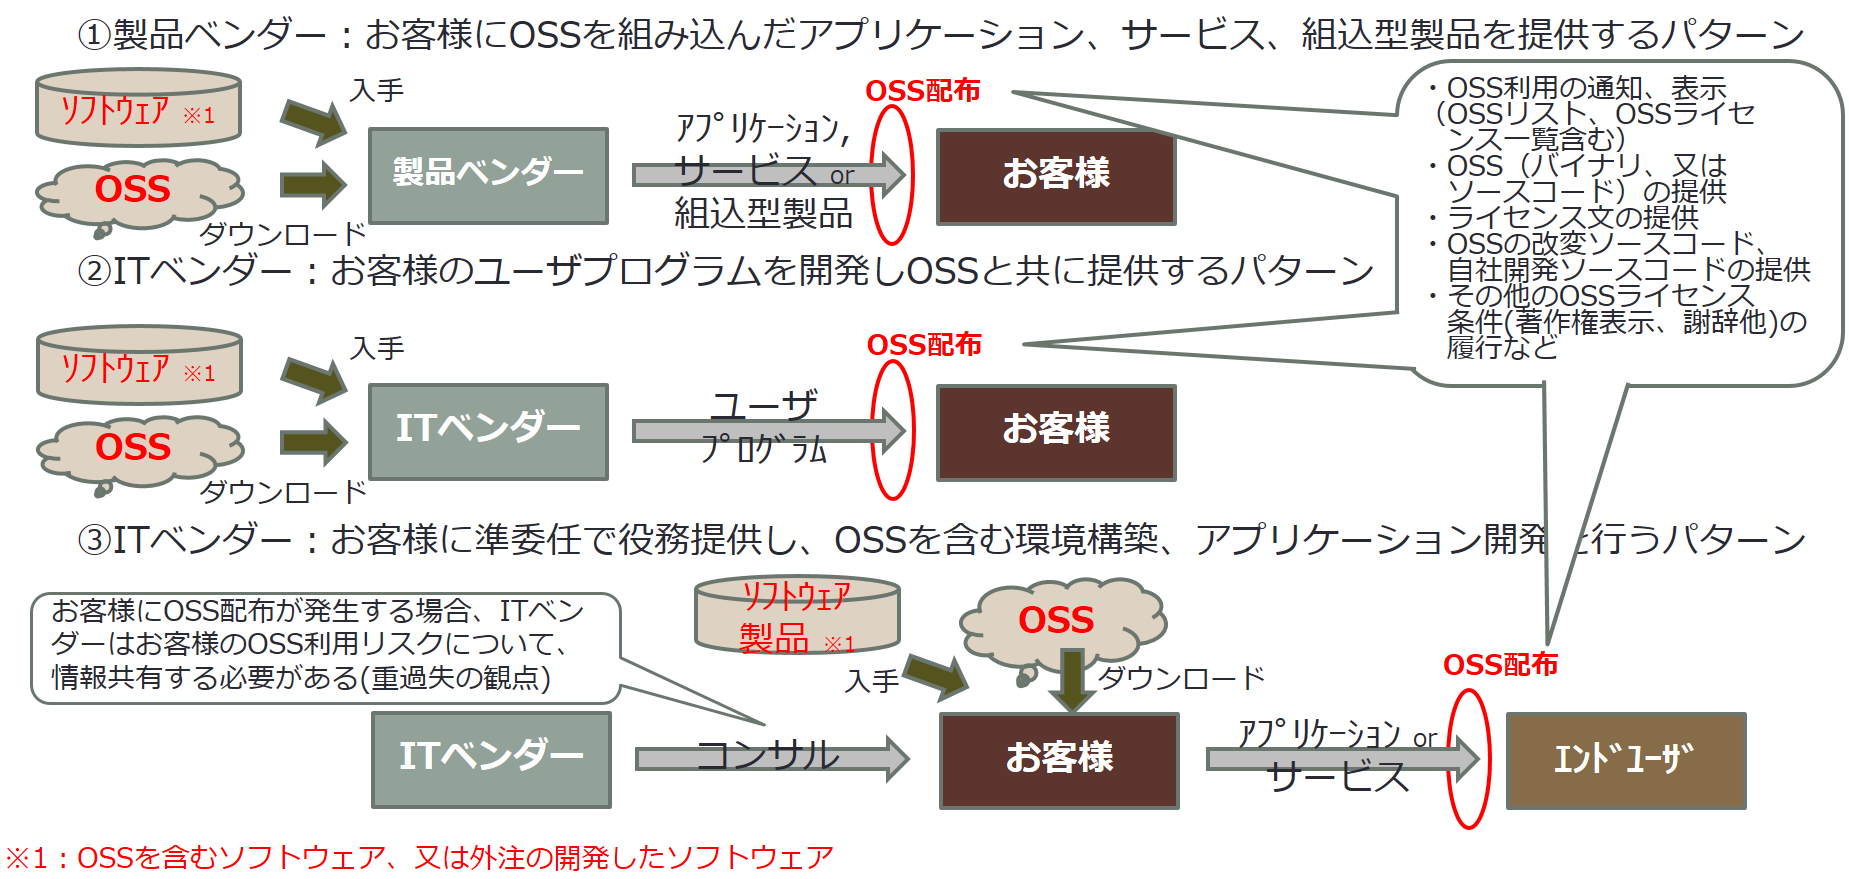 ①製品ベンダー：お客様にOSSを組み込んだアプリケーション、サービス、組込型製品を提供するパターン
ｿﾌﾄｳｪｱ ※1
入手
OSS
ダウンロード
製品ベンダー
ｱﾌﾟﾘｹｰｼｮﾝ,
サービス or
組込型製品
OSS配布
お客様
・OSS利用の通知、表示
（OSSリスト、OSSライセ
ンス一覧含む）
・OSS（バイナリ、又は
ソースコード）の提供
・ライセンス文の提供
・OSSの改変ソースコード、
自社開発ソースコードの提供
・その他のOSSライセンス
条件(著作権表示、謝辞他)の
履行など
②ITベンダー：お客様のユーザプログラムを開発しOSSと共に提供するパターン
ｿﾌﾄｳｪｱ ※1
入手
OSS
ダウンロード
ITベンダー
ユーザ
ﾌﾟﾛｸﾞﾗﾑ
OSS配布
お客様
③ITベンダー：お客様に準委任で役務提供し、OSSを含む環境構築、アプリケーション開発を行うパターン
お客様にOSS配布が発生する場合、ITベン
ダーはお客様のOSS利用リスクについて、
情報共有する必要がある(重過失の観点)
ｿﾌﾄｳｪｱ
製品 ※1
入手
OSS
ダウンロード
ITベンダー
コンサル
お客様
ｱﾌﾟﾘｹｰｼｮﾝ or
サービス
OSS配布
ｴﾝﾄﾞﾕｰｻﾞ
※1：OSSを含むソフトウェア、又は外注の開発したソフトウェア